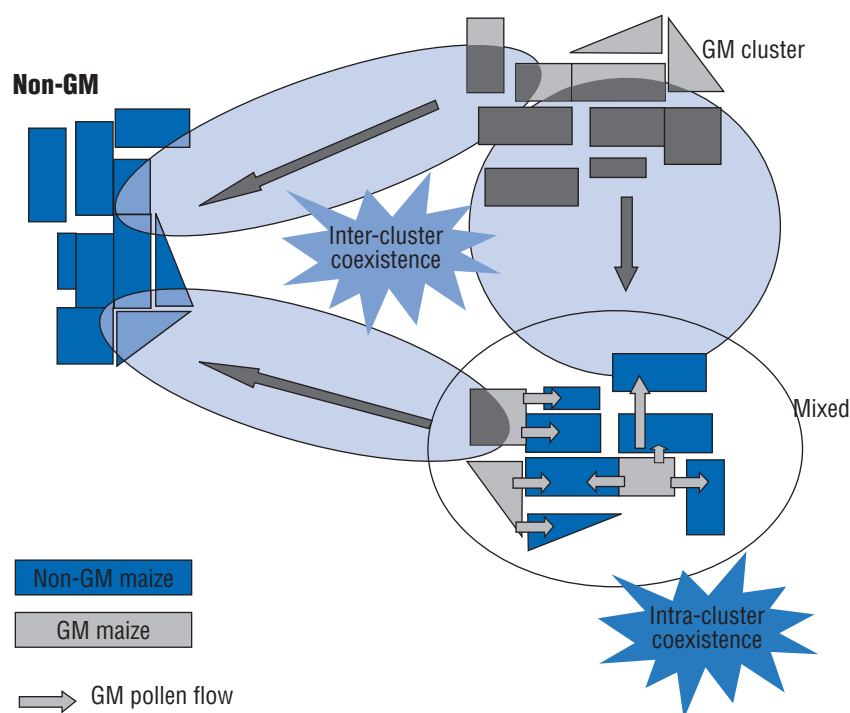 GM cluster
Non-GM
Inter-cluster
coexistence
Mixed
Non-GM maize
GM maize
GM pollen flow
Intra-cluster
coexistence